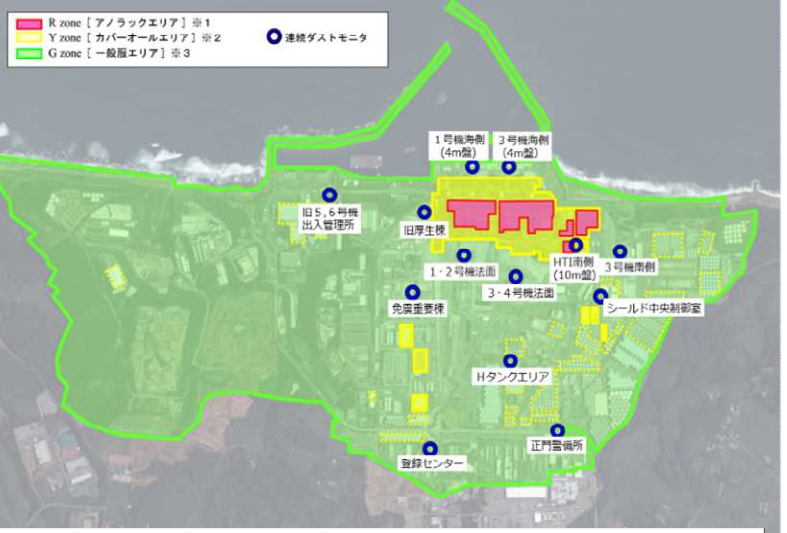 R zone [ アノラックエリア ] ※1
Y zone [ カバーオールエリア ] ※2
G zone [ 一般服エリア ] ※3
連続ダストモニタ
1号機海側
(4m盤)
3号機海側
(4m盤)
旧5,6号機
出入管理所
旧厚生棟
1・2号機法面
HTI南側
(10m盤)
3号機南側
3・4号機法面
免震重要棟
シールド中央制御室
Hタンクエリア
正門警備所
登録センター